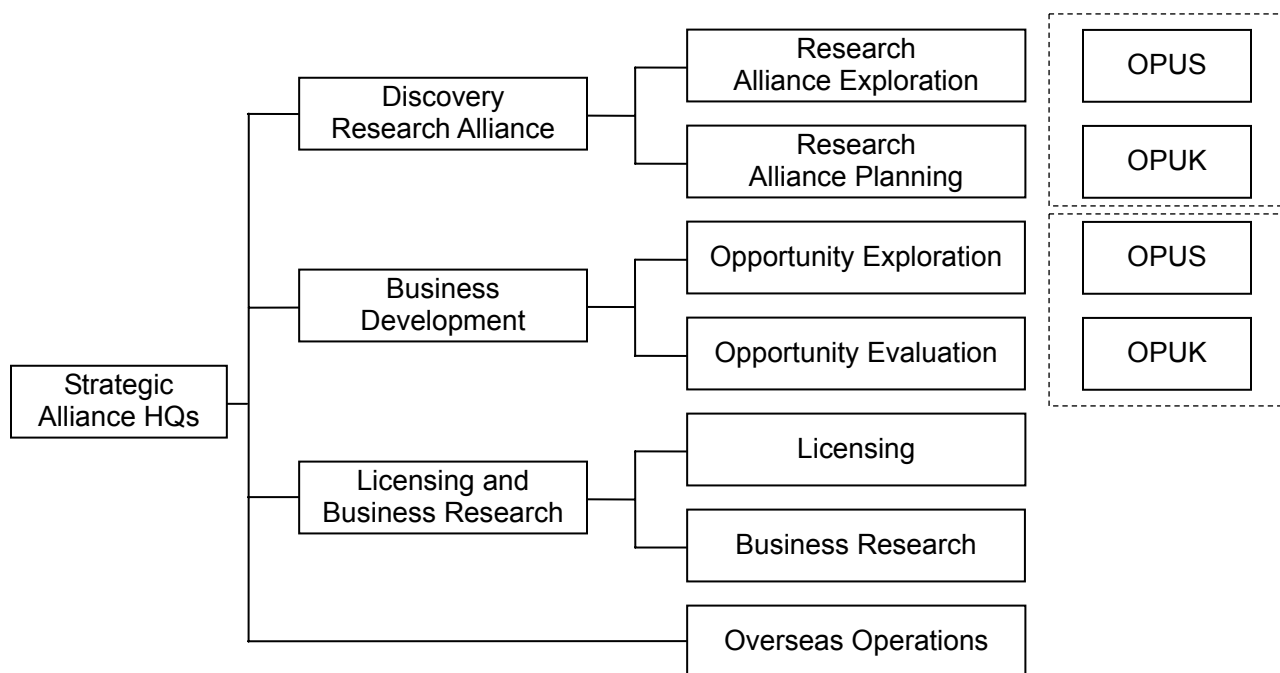 Research
Alliance Exploration
OPUS
Discovery
Research Alliance
Research
Alliance Planning
OPUK
Opportunity Exploration
OPUS
Business
Development
Opportunity Evaluation
OPUK
Strategic
Alliance HQs
Licensing
Licensing and
Business Research
Business Research
Overseas Operations